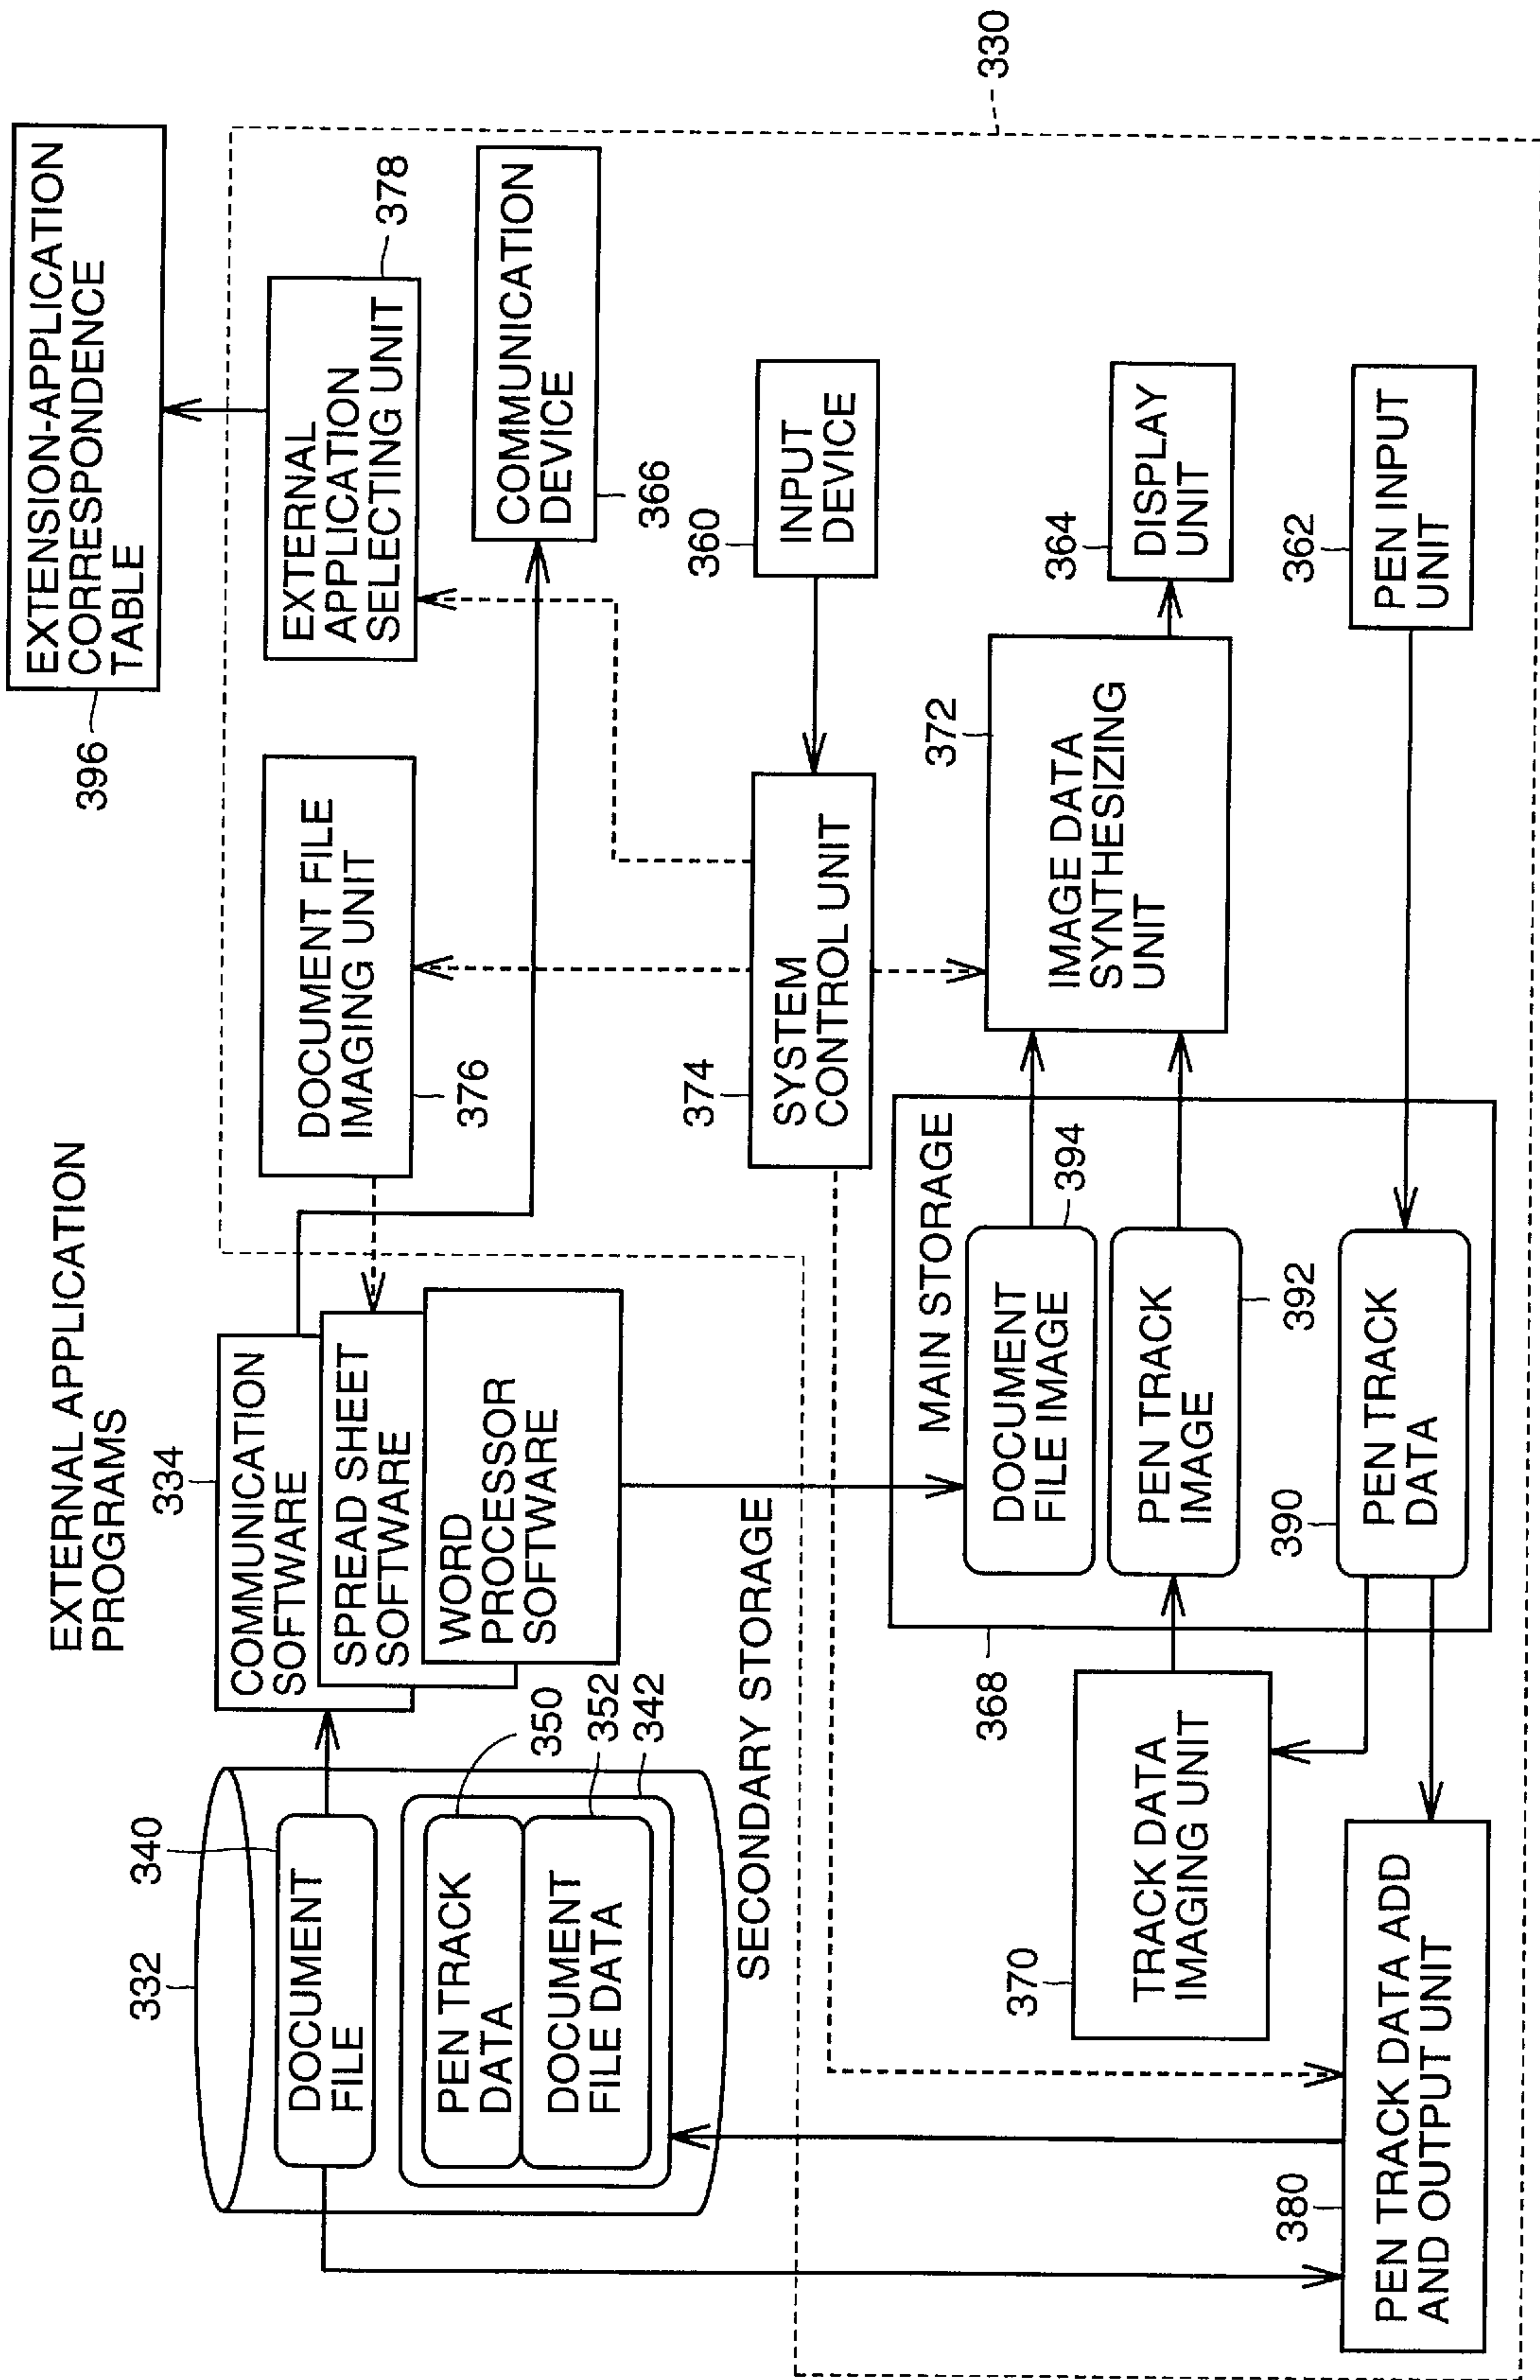 EXTERNAL APPLICATION
PROGRAMS
396
EXTENSION-APPLICATION
CORRESPONDENCE
TABLE
332
340
334
DOCUMENT
FILE
COMMUNICATION
SOFTWARE
SPREAD SHEET
SOFTWARE
WORD
PROCESSOR
SOFTWARE
DOCUMENT FILE
IMAGING UNIT
376
EXTERNAL
APPLICATION
SELECTING UNIT
378
PEN TRACK
DATA
DOCUMENT
FILE DATA
350
352
342
COMMUNICATION
DEVICE
366
SECONDARY STORAGE
374
SYSTEM
CONTROL UNIT
360
INPUT
DEVICE
330
MAIN STORAGE
368
DOCUMENT
FILE IMAGE
394
PEN TRACK
IMAGE
392
390
PEN TRACK
DATA
372
IMAGE DATA
SYNTHESIZING
UNIT
364
DISPLAY
UNIT
362
PEN INPUT
UNIT
370
TRACK DATA
IMAGING UNIT
380
PEN TRACK DATA ADD
AND OUTPUT UNIT